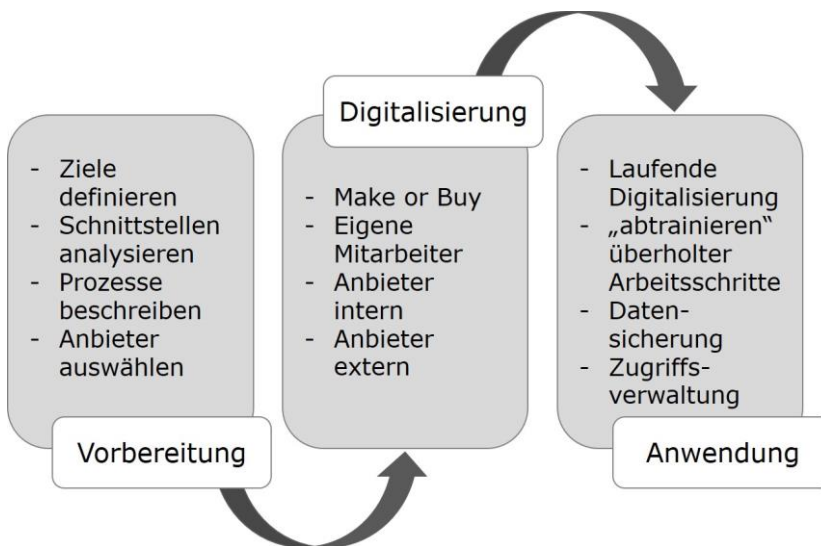 - Ziele
definieren
- Schnittstellen
analysieren
- Prozesse
beschreiben
- Anbieter
auswählen
Vorbereitung
Digitalisierung
- Make or Buy
- Eigene
Mitarbeiter
- Anbieter
intern
- Anbieter
extern
- Laufende
Digitalisierung
- „abtrainieren“
überholter
Arbeitsschritte
- Daten-
sicherung
- Zugriffs-
verwaltung
Anwendung